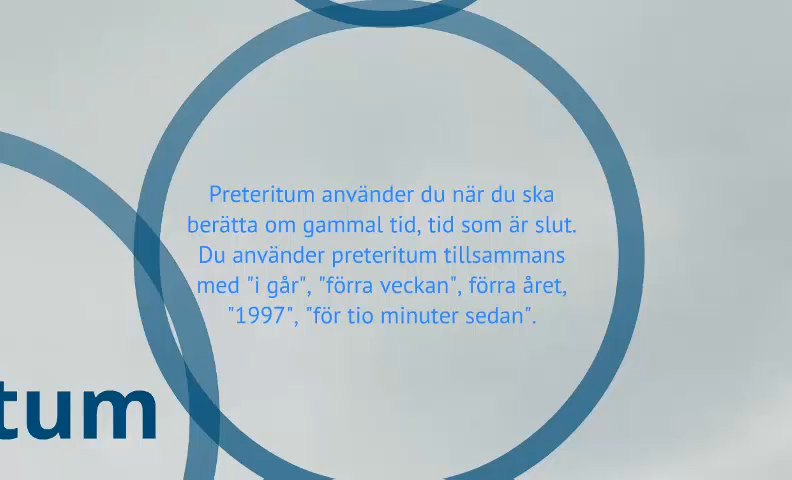 Preteritum använder du när du ska
berätta om gammal tid, tid som är slut.
Du använder preteritum tillsammans
med "i går", "förra veckan", förra året,
"1997", "för tio minuter sedan".
tum